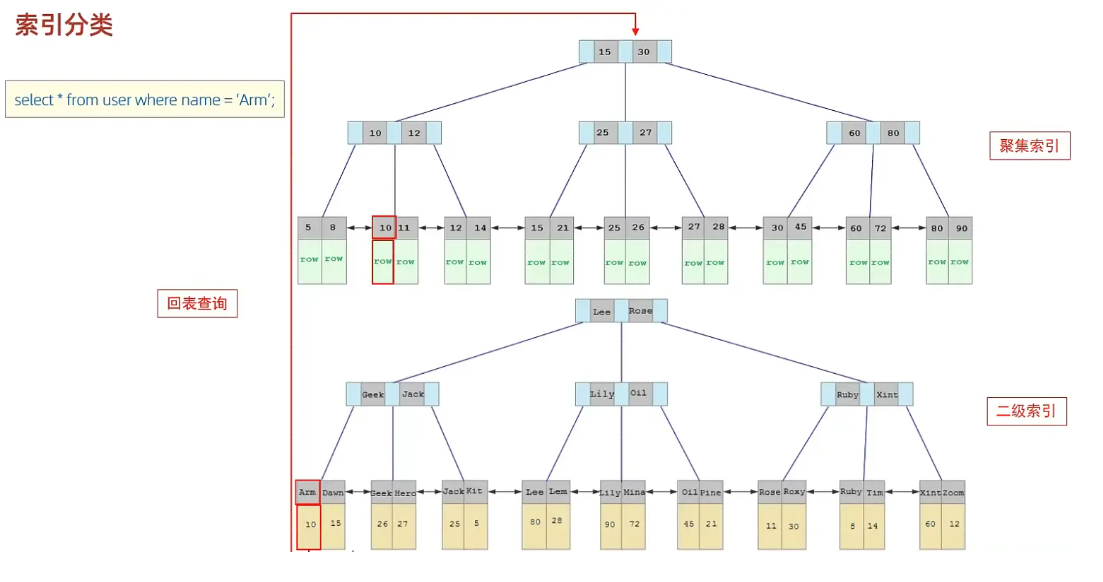 索引分类
select * from user where name = ‘Arm’;
15 30
10 12 25 27 60 80
聚集索引
5 8 10 11 12 14 15 21 25 26 27 28 30 45 60 72 80 90
row row row row row row row row row row row row row row row row row row
回表查询
Lee Rose
Geek Jack Lily Oil Ruby Xint
二级索引
Arm Dawn Geek Hero Jack Kit Lee Lem Lily Mina Oil Pine Rose Roxy Ruby Tim Xint Zoom
10 15 26 27 25 5 80 28 90 72 45 21 11 30 8 14 60 12